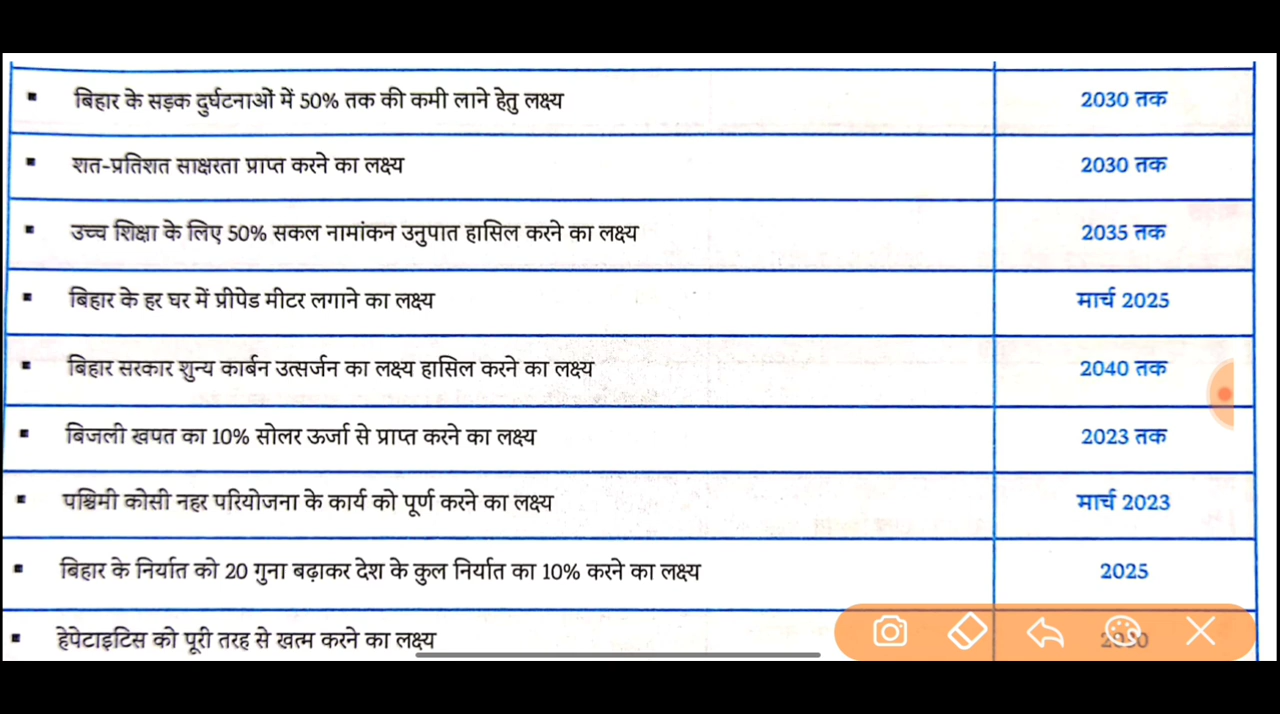 ▪ बिहार के सड़क दुर्घटनाओं में 50% तक की कमी लाने हेतु लक्ष्य 2030 तक
▪ शत-प्रतिशत साक्षरता प्राप्त करने का लक्ष्य 2030 तक
▪ उच्च शिक्षा के लिए 50% सकल नामांकन उनुपात हासिल करने का लक्ष्य 2035 तक
▪ बिहार के हर घर में प्रीपेड मीटर लगाने का लक्ष्य मार्च 2025
▪ बिहार सरकार शुन्य कार्बन उत्सर्जन का लक्ष्य हासिल करने का लक्ष्य 2040 तक
▪ बिजली खपत का 10% सोलर ऊर्जा से प्राप्त करने का लक्ष्य 2023 तक
▪ पश्चिमी कोसी नहर परियोजना के कार्य को पूर्ण करने का लक्ष्य मार्च 2023
▪ बिहार के निर्यात को 20 गुना बढ़ाकर देश के कुल निर्यात का 10% करने का लक्ष्य 2025
▪ हेपेटाइटिस को पूरी तरह से खत्म करने का लक्ष्य